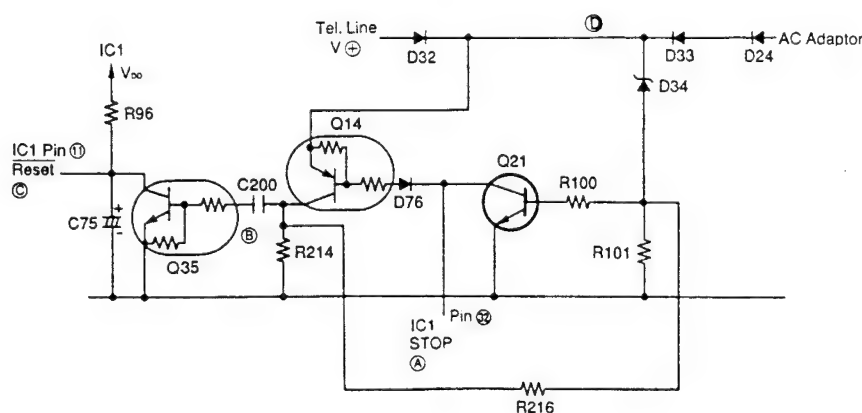 Tel. Line
V ⊕
D32
Ⓓ
D33
D24
AC Adaptor
IC1
V∞
R96
D34
Q14
Q21
IC1 Pin ⑪
Reset
Ⓒ
C200
D76
R100
C75
+
-
Ⓑ
Q35
R214
R101
Pin ㉜
IC1
STOP
Ⓐ
R216